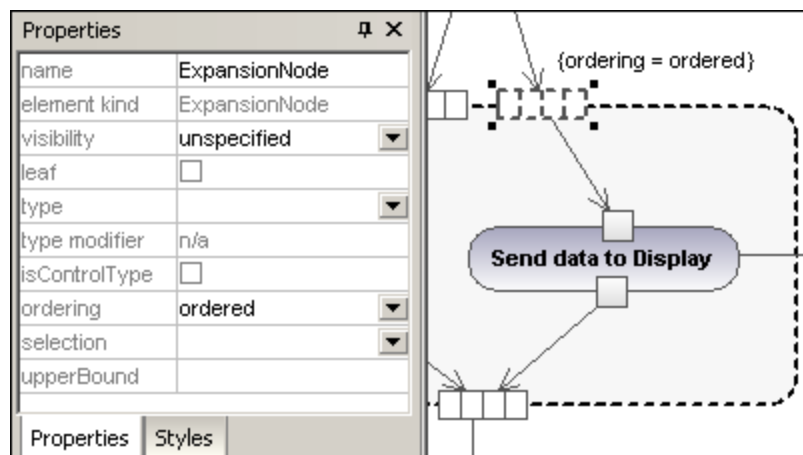 Properties
name ExpansionNode
element kind ExpansionNode
visibility unspecified
leaf
type
type modifier n/a
isControlType
ordering ordered
selection
upperBound
Properties Styles
{ordering = ordered}
Send data to Display